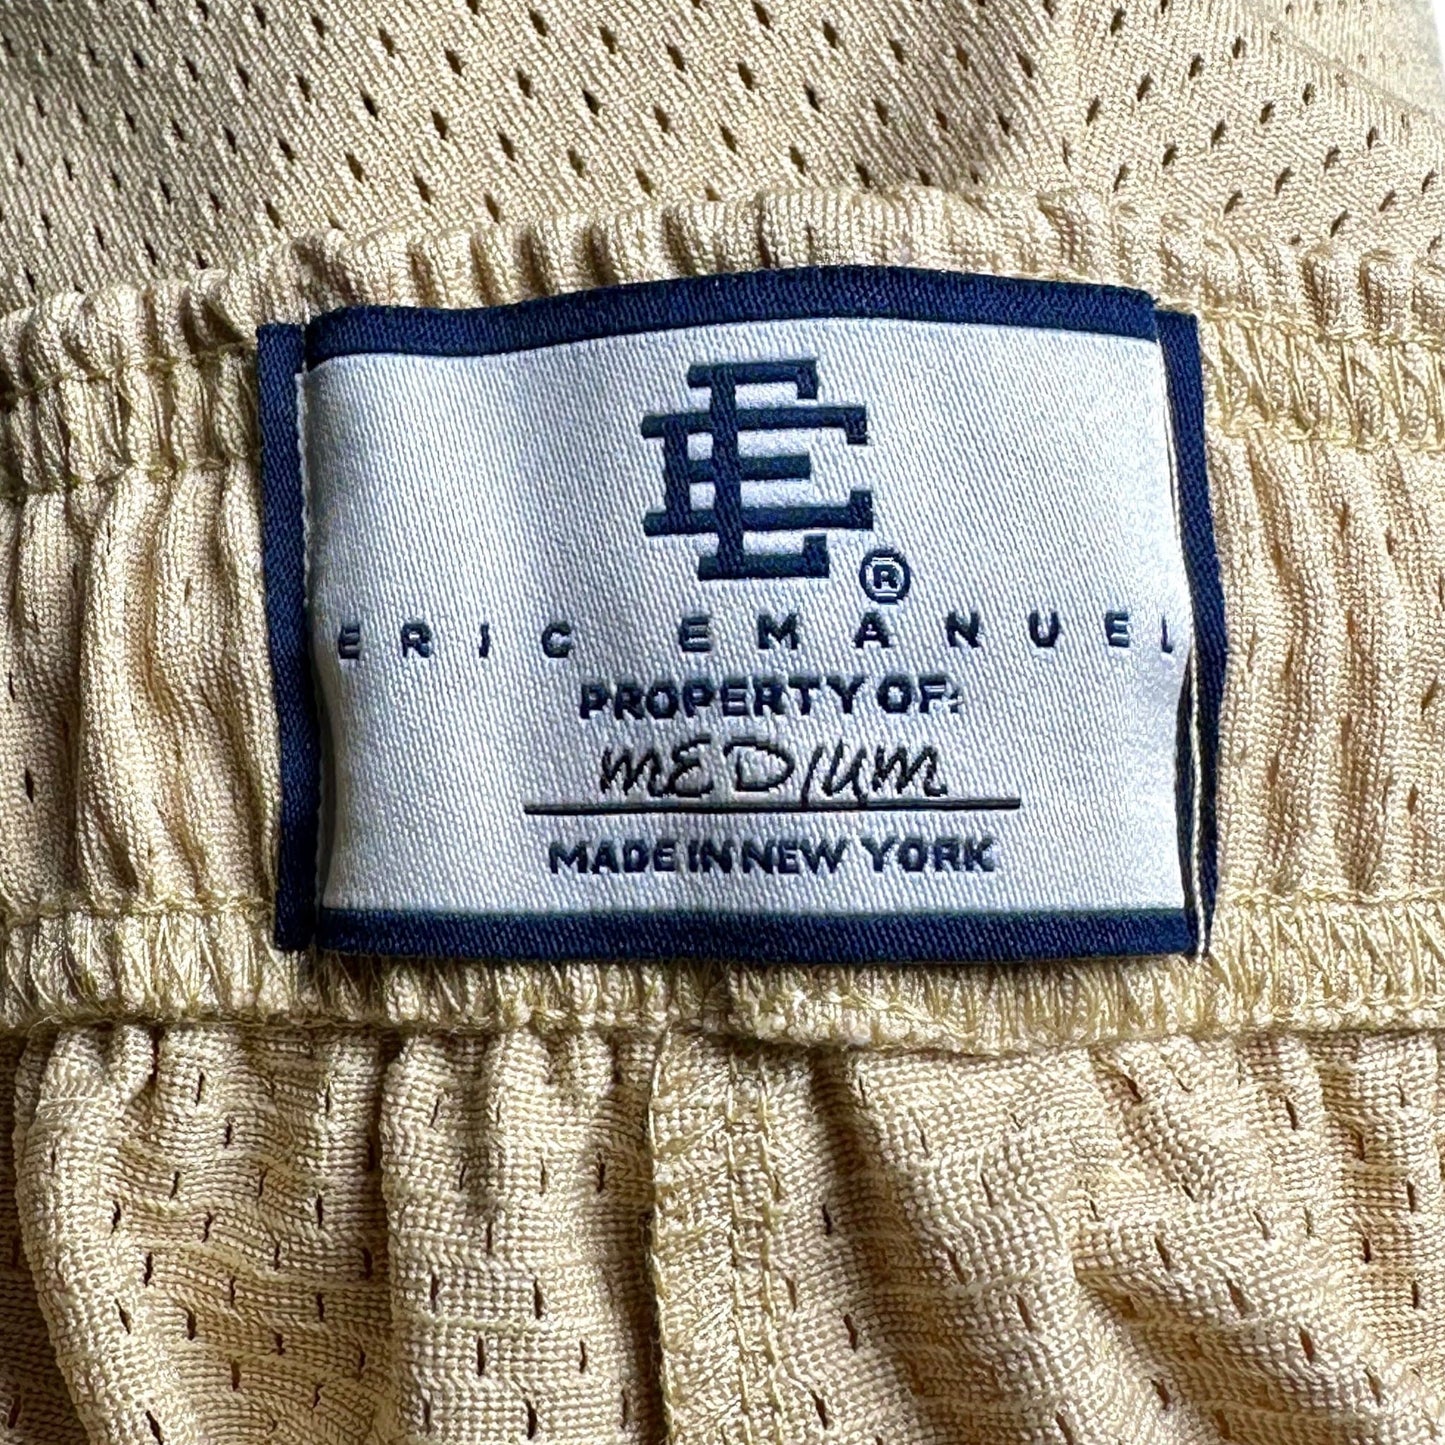 EE
®
ERIC EMANUEL
PROPERTY OF:
MEDIUM
MADE IN NEW YORK